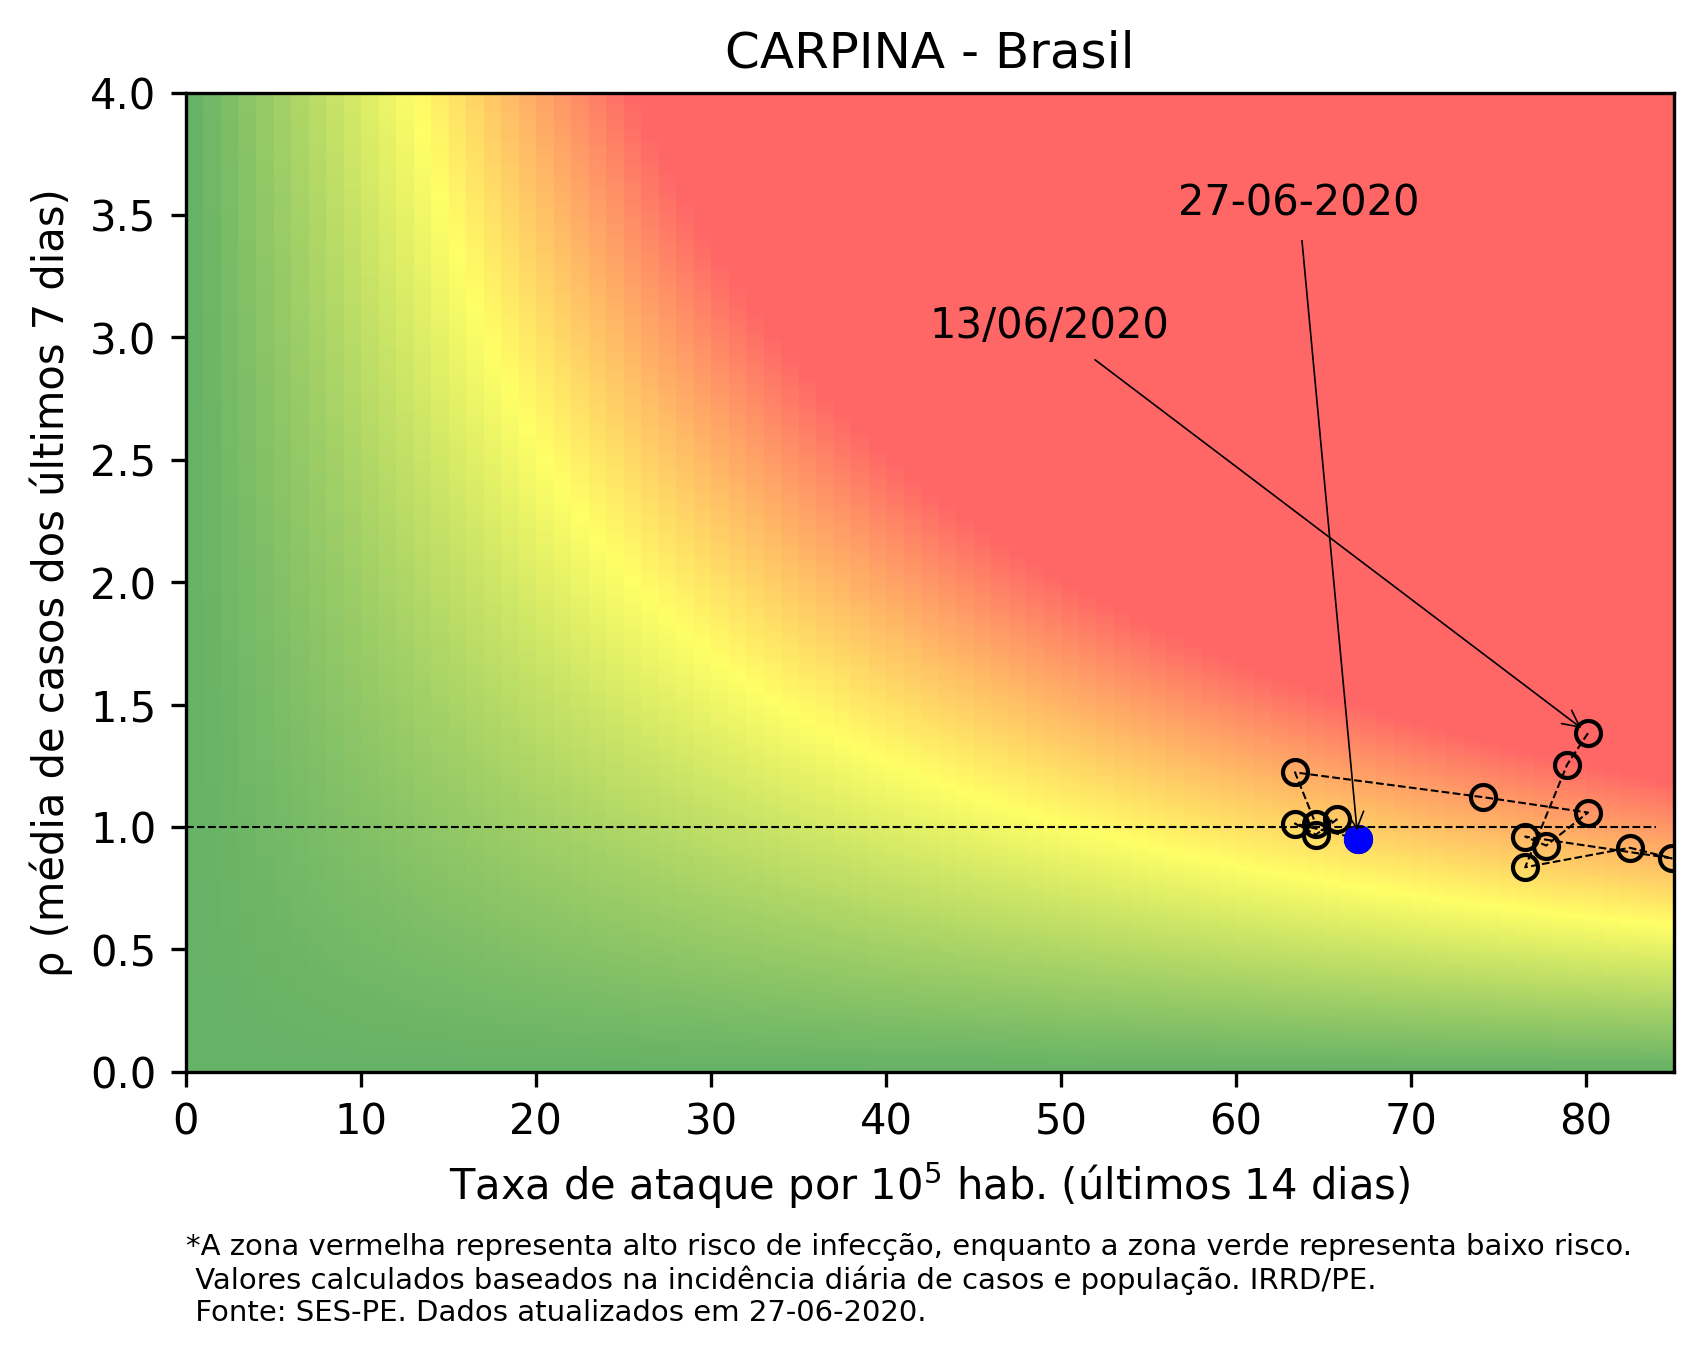 CARPINA - Brasil
4.0
3.5
3.0
2.5
2.0
1.5
1.0
0.5
0.0
ρ (média de casos dos últimos 7 dias)
27-06-2020
13/06/2020
0 10 20 30 40 50 60 70 80
Taxa de ataque por 10⁵ hab. (últimos 14 dias)
*A zona vermelha representa alto risco de infecção, enquanto a zona verde representa baixo risco.
Valores calculados baseados na incidência diária de casos e população. IRRD/PE.
Fonte: SES-PE. Dados atualizados em 27-06-2020.